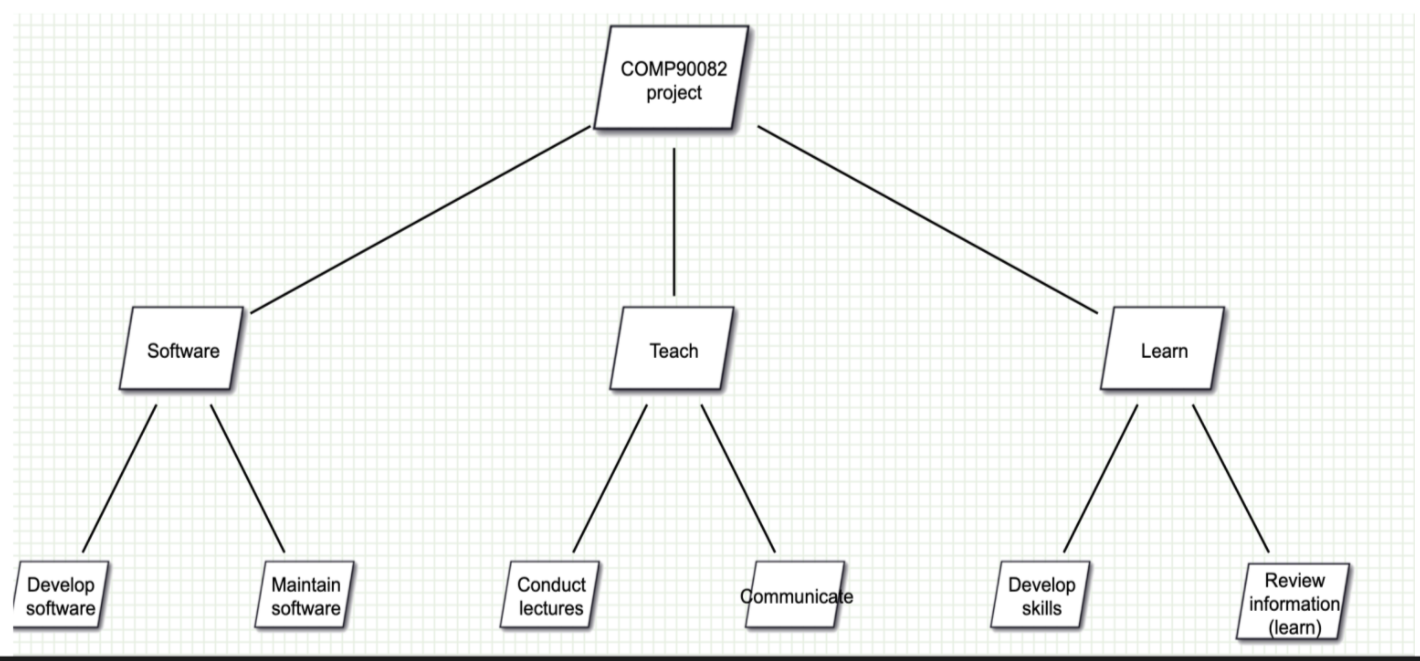 COMP90082
project
Software
Teach
Learn
Develop
software
Maintain
software
Conduct
lectures
Communicate
Develop
skills
Review
information
(learn)